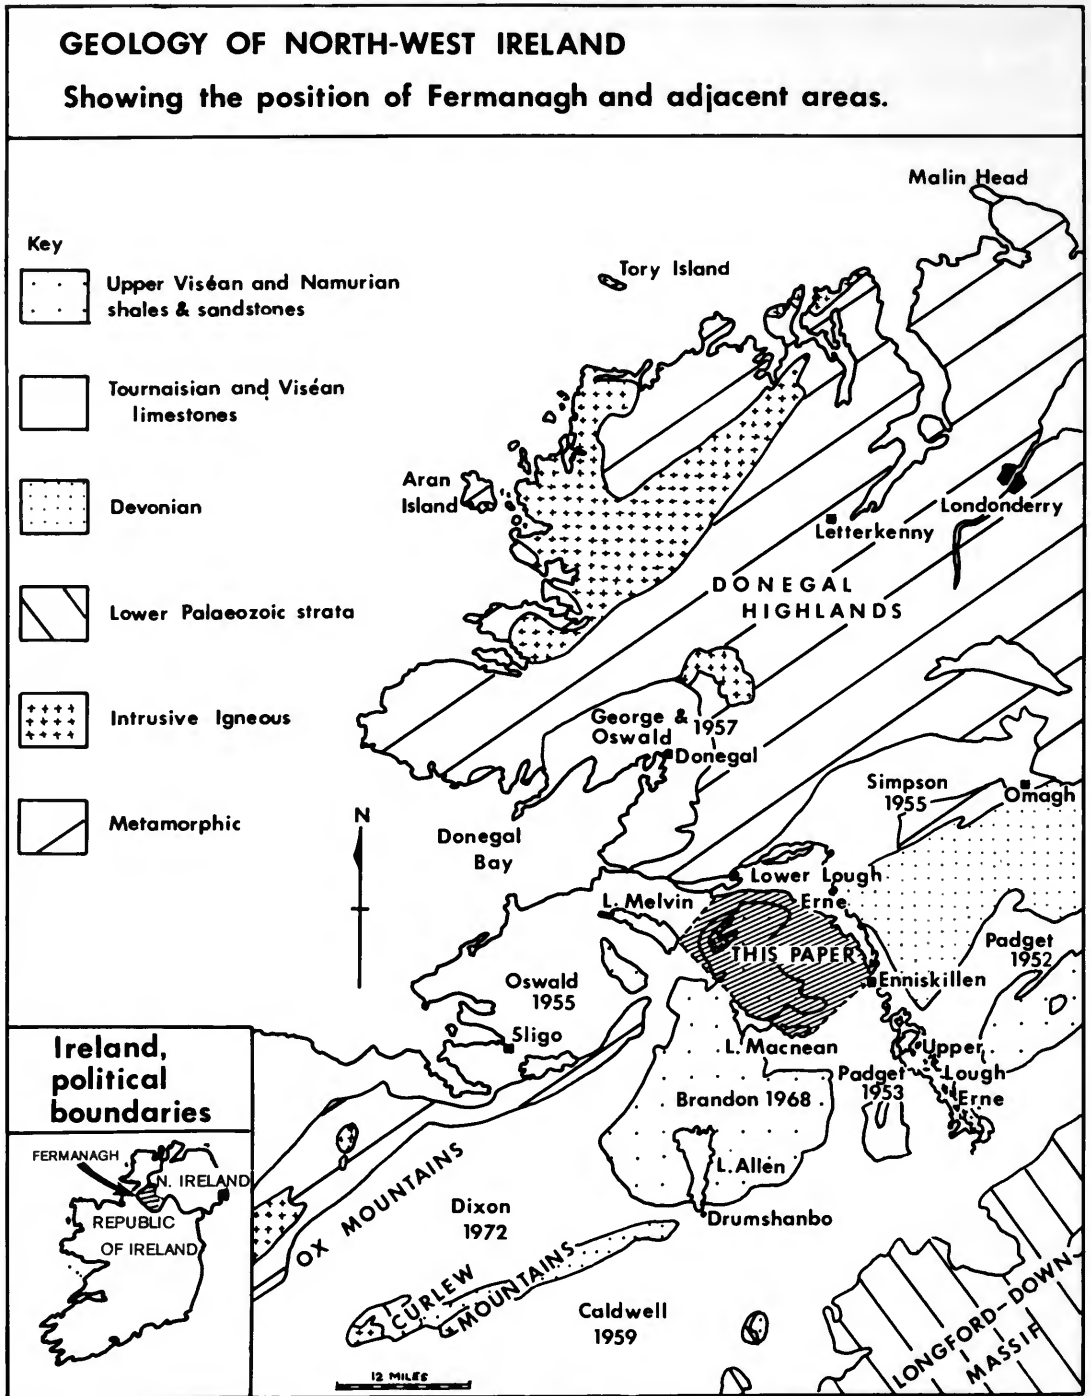 GEOLOGY OF NORTH-WEST IRELAND
Showing the position of Fermanagh and adjacent areas.
Key
Upper Viséan and Namurian
shales & sandstones
Tournaisian and Viséan
limestones
Devonian
Lower Palaeozoic strata
Intrusive Igneous
Metamorphic
Malin Head
Tory Island
Aran
Island
Londonderry
Letterkenny
DONEGAL
HIGHLANDS
George &
Oswald 1957
Donegal
Simpson
1955
Omagh
N
Donegal
Bay
Lower Lough
Erne
L. Melvin
THIS PAPER
Padget
1952
Enniskillen
Oswald
1955
Sligo
L. Macnean
Upper
Lough
Erne
Padget
1953
Brandon 1968
L. Allen
Drumshanbo
OX MOUNTAINS
Dixon
1972
CURLEW
MOUNTAINS
Caldwell
1959
LONGFORD-DOWN
MASSIF
12 MILES
Ireland,
political
boundaries
FERMANAGH
N. IRELAND
REPUBLIC
OF IRELAND